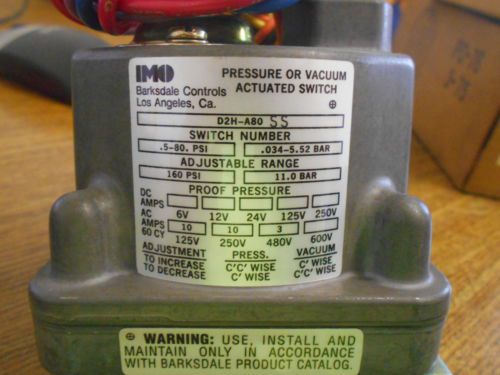 IMO PRESSURE OR VACUUM
Barksdale Controls ACTUATED SWITCH
Los Angeles, Ca.
D2H-A80 SS
SWITCH NUMBER
.5-80. PSI .034-5.52 BAR
ADJUSTABLE RANGE
160 PSI 11.0 BAR
PROOF PRESSURE
DC
AMPS
6V 12V 24V 125V 250V
AC
AMPS 10 10 3
60 CY 125V 250V 480V 600V
ADJUSTMENT PRESS. VACUUM
TO INCREASE C'C' WISE C' WISE
TO DECREASE C' WISE C'C' WISE
WARNING: USE, INSTALL AND
MAINTAIN ONLY IN ACCORDANCE
WITH BARKSDALE PRODUCT CATALOG.